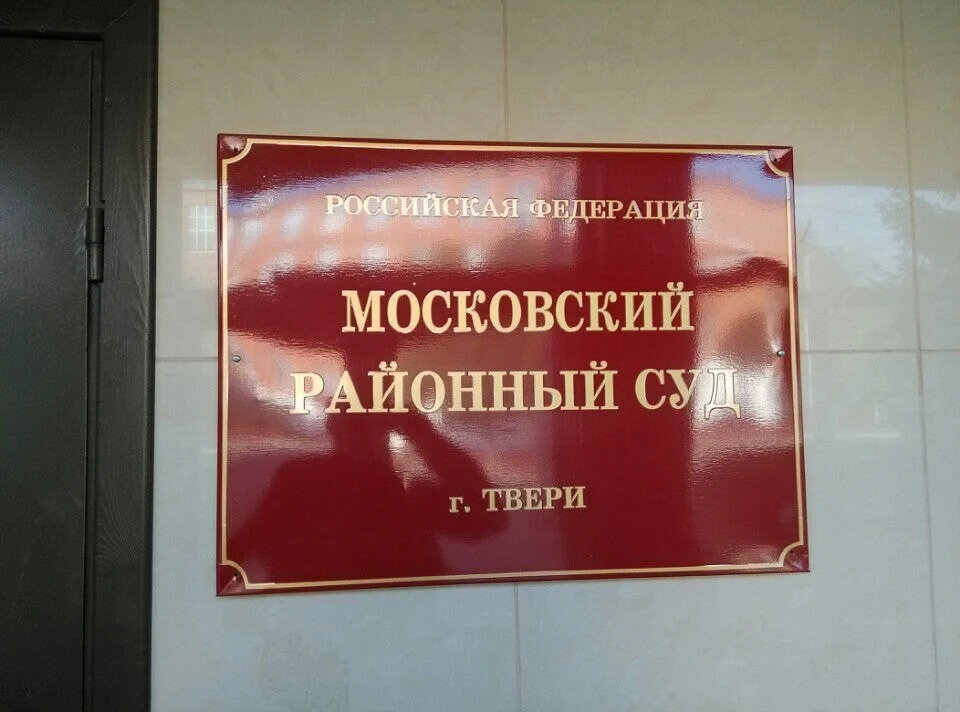 РОССИЙСКАЯ ФЕДЕРАЦИЯ
МОСКОВСКИЙ
РАЙОННЫЙ СУД
г. ТВЕРИ